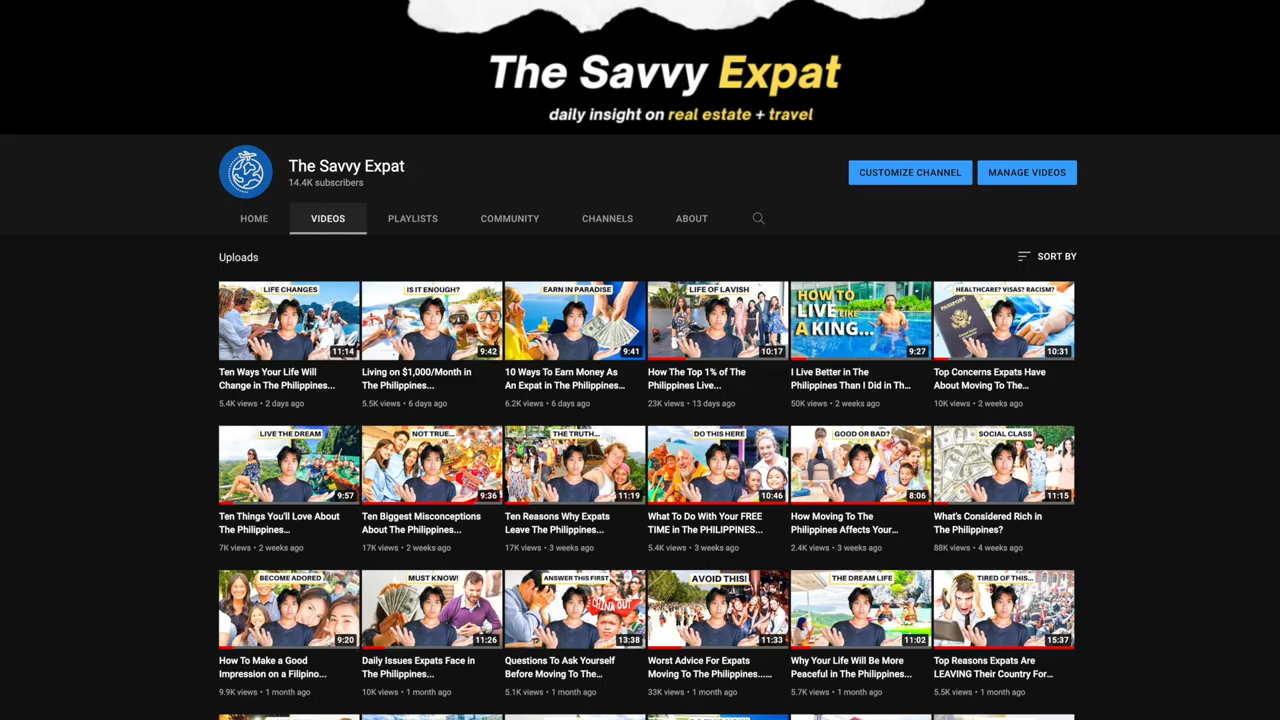 The Savvy Expat
daily insight on real estate + travel
The Savvy Expat
14.4K subscribers
CUSTOMIZE CHANNEL
MANAGE VIDEOS
HOME
VIDEOS
PLAYLISTS
COMMUNITY
CHANNELS
ABOUT
Uploads
SORT BY
LIFE CHANGES
11:14
Ten Ways Your Life Will
Change in The Philippines...
5.4K views • 2 days ago
IS IT ENOUGH?
9:42
Living on $1,000/Month in
The Philippines...
5.5K views • 6 days ago
EARN IN PARADISE
9:41
10 Ways To Earn Money As
An Expat in The Philippines...
6.2K views • 6 days ago
LIFE OF LAVISH
10:17
How The Top 1% of The
Philippines Live...
23K views • 13 days ago
HOW TO
LIVE LIKE
A KING...
9:27
I Live Better in The
Philippines Than I Did in Th...
50K views • 2 weeks ago
HEALTHCARE? VISAS? RACISM?
PASSPORT
10:31
Top Concerns Expats Have
About Moving To The...
10K views • 2 weeks ago
LIVE THE DREAM
9:57
Ten Things You'll Love About
The Philippines...
7K views • 2 weeks ago
NOT TRUE...
9:36
Ten Biggest Misconceptions
About The Philippines...
17K views • 2 weeks ago
THE TRUTH...
11:19
Ten Reasons Why Expats
Leave The Philippines...
17K views • 3 weeks ago
DO THIS HERE
10:46
What To Do With Your FREE
TIME in The PHILIPPINES...
5.4K views • 3 weeks ago
GOOD OR BAD?
8:06
How Moving To The
Philippines Affects Your...
2.4K views • 3 weeks ago
SOCIAL CLASS
11:15
What's Considered Rich in
The Philippines?
88K views • 4 weeks ago
BECOME ADORED
9:20
How To Make a Good
Impression on a Filipino...
9.9K views • 1 month ago
MUST KNOW!
11:26
Daily Issues Expats Face in
The Philippines...
10K views • 1 month ago
ANSWER THIS FIRST
CHINA OUT
13:38
Questions To Ask Yourself
Before Moving To The...
5.1K views • 1 month ago
AVOID THIS!
11:33
Worst Advice For Expats
Moving To The Philippines......
33K views • 1 month ago
THE DREAM LIFE
11:02
Why Your Life Will Be More
Peaceful in The Philippines...
5.7K views • 1 month ago
TIRED OF THIS...
15:37
Top Reasons Expats Are
LEAVING Their Country For...
5.5K views • 1 month ago